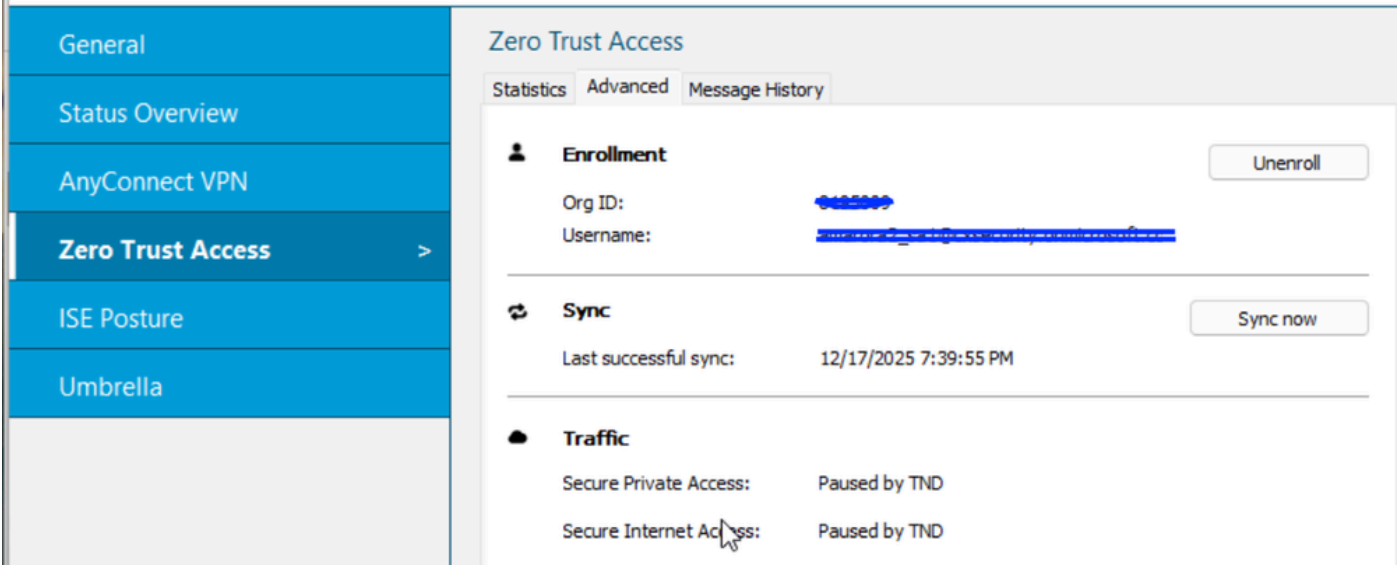 General
Status Overview
AnyConnect VPN
Zero Trust Access >
ISE Posture
Umbrella
Zero Trust Access
Statistics Advanced Message History
Enrollment Unenroll
Org ID:
Username:
Sync Sync now
Last successful sync: 12/17/2025 7:39:55 PM
Traffic
Secure Private Access: Paused by TND
Secure Internet Access: Paused by TND